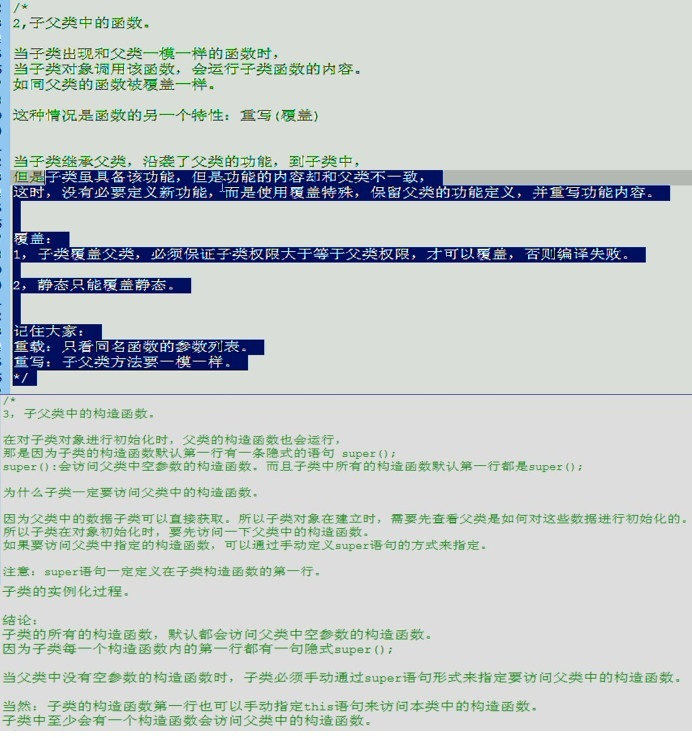 /*
2,子父类中的函数。
当子类出现和父类一模一样的函数时，
当子类对象调用该函数，会运行子类函数的内容。
如同父类的函数被覆盖一样。
这种情况是函数的另一个特性：重写(覆盖)
当子类继承父类，沿袭了父类的功能，到子类中，
但是子类虽具备该功能，但是功能的内容却和父类不一致，
这时，没有必要定义新功能，而是使用覆盖特殊，保留父类的功能定义，并重写功能内容。
覆盖：
1，子类覆盖父类，必须保证子类权限大于等于父类权限，才可以覆盖，否则编译失败。
2，静态只能覆盖静态。
记住大家：
重载：只看同名函数的参数列表。
重写：子父类方法要一模一样。
*/
/*
3，子父类中的构造函数。
在对子类对象进行初始化时，父类的构造函数也会运行，
那是因为子类的构造函数默认第一行有一条隐式的语句 super();
super():会访问父类中空参数的构造函数。而且子类中所有的构造函数默认第一行都是super();
为什么子类一定要访问父类中的构造函数。
因为父类中的数据子类可以直接获取。所以子类对象在建立时，需要先查看父类是如何对这些数据进行初始化的。
所以子类在对象初始化时，要先访问一下父类中的构造函数。
如果要访问父类中指定的构造函数，可以通过手动定义super语句的方式来指定。
注意：super语句一定定义在子类构造函数的第一行。
子类的实例化过程。
结论：
子类的所有的构造函数，默认都会访问父类中空参数的构造函数。
因为子类每一个构造函数内的第一行都有一句隐式super();
当父类中没有空参数的构造函数时，子类必须手动通过super语句形式来指定要访问父类中的构造函数。
当然：子类的构造函数第一行也可以手动指定this语句来访问本类中的构造函数。
子类中至少会有一个构造函数会访问父类中的构造函数。